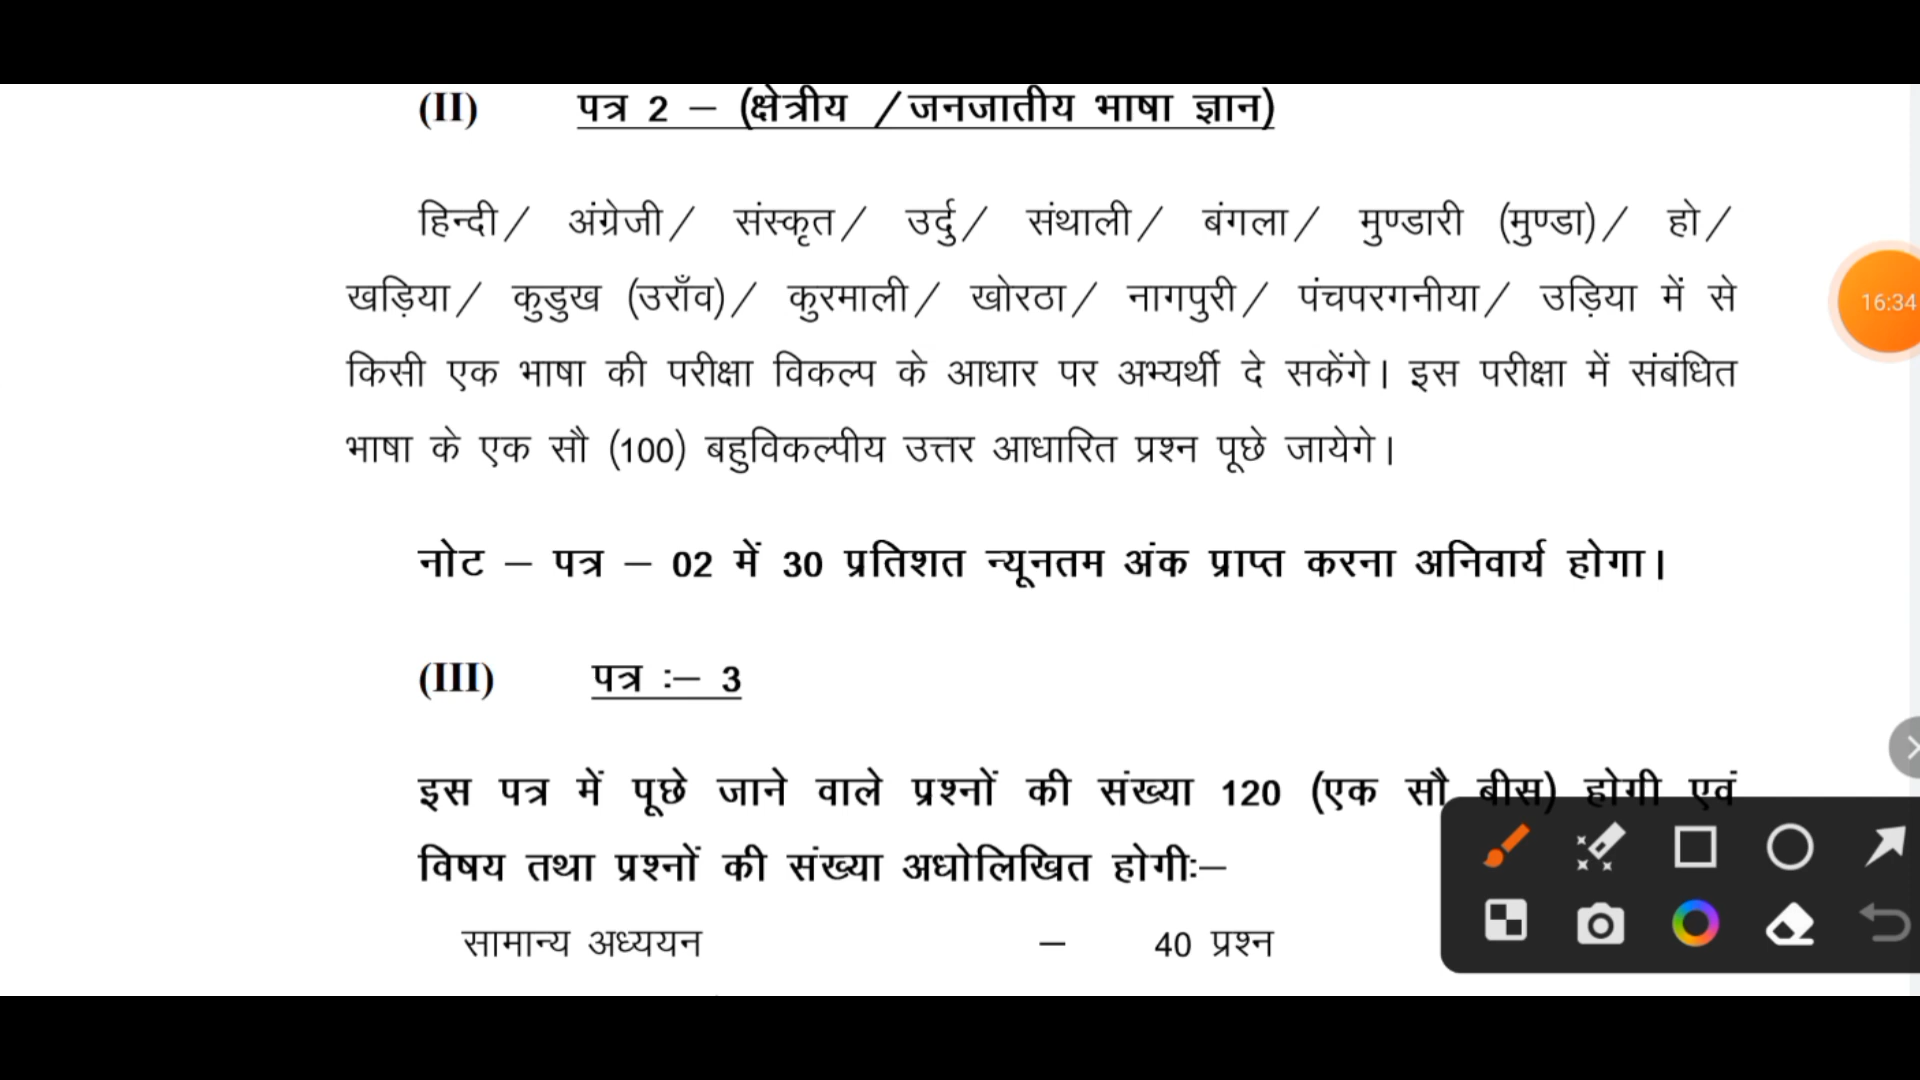 (II) पत्र 2 – (क्षेत्रीय / जनजातीय भाषा ज्ञान)
हिन्दी/ अंग्रेजी/ संस्कृत/ उर्दु/ संथाली/ बंगला/ मुण्डारी (मुण्डा)/ हो/
खड़िया/ कुडुख (उराँव)/ कुरमाली/ खोरठा/ नागपुरी/ पंचपरगनीया/ उड़िया में से
किसी एक भाषा की परीक्षा विकल्प के आधार पर अभ्यर्थी दे सकेंगे। इस परीक्षा में संबंधित
भाषा के एक सौ (100) बहुविकल्पीय उत्तर आधारित प्रश्न पूछे जायेगे।
नोट – पत्र – 02 में 30 प्रतिशत न्यूनतम अंक प्राप्त करना अनिवार्य होगा।
(III) पत्र :– 3
इस पत्र में पूछे जाने वाले प्रश्नों की संख्या 120 (एक सौ बीस) होगी एवं
विषय तथा प्रश्नों की संख्या अधोलिखित होगी:–
सामान्य अध्ययन – 40 प्रश्न
16:34